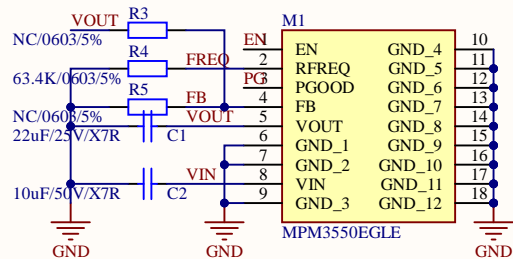 VOUT
R3
NC/0603/5%
R4
FREQ
63.4K/0603/5%
R5
FB
NC/0603/5%
VOUT
22uF/25V/X7R
C1
VIN
10uF/50V/X7R
C2
GND
GND
GND
M1
EN
1
EN
GND_4
10
2
RFREQ
GND_5
11
PG
3
PGOOD
GND_6
12
4
FB
GND_7
13
5
VOUT
GND_8
14
6
GND_1
GND_9
15
7
GND_2
GND_10
16
8
VIN
GND_11
17
9
GND_3
GND_12
18
MPM3550EGLE